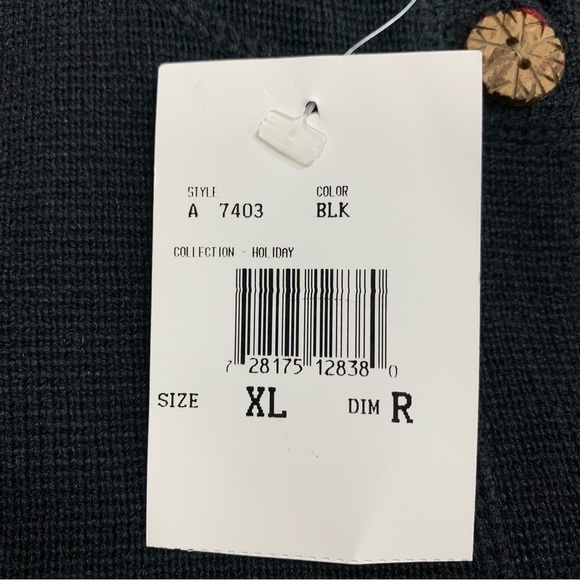 STYLE COLOR
A 7403 BLK
COLLECTION - HOLIDAY
7 28175 12838 0
SIZE XL DIM R